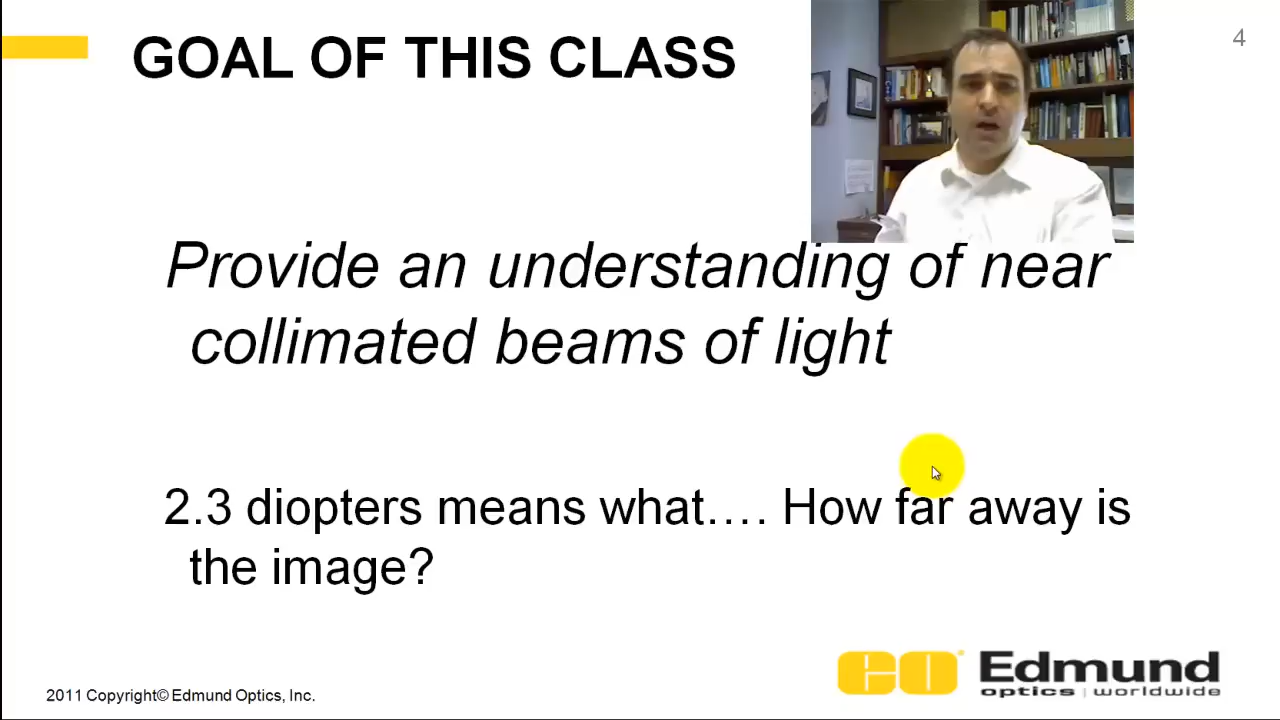 GOAL OF THIS CLASS
4
Provide an understanding of near
collimated beams of light
2.3 diopters means what.... How far away is
the image?
2011 Copyright© Edmund Optics, Inc.
EO Edmund
optics | worldwide